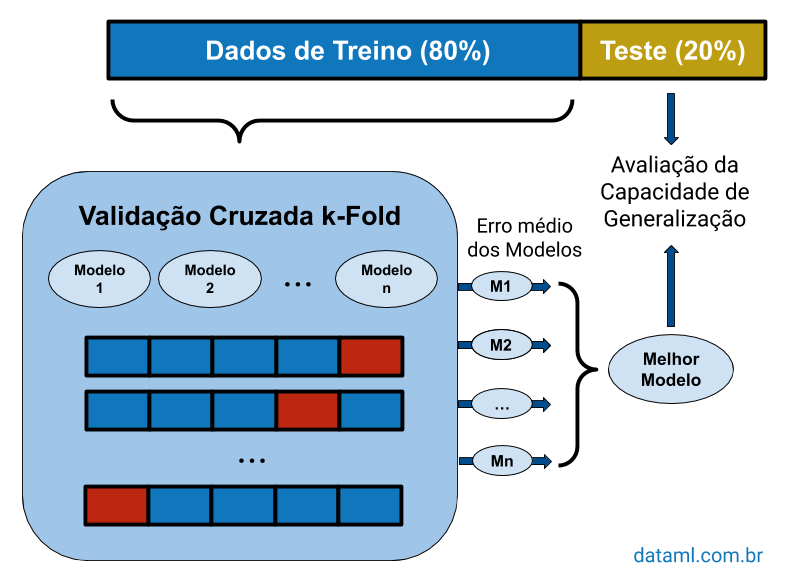 Dados de Treino (80%)
Teste (20%)
Avaliação da
Capacidade de
Generalização
Validação Cruzada k-Fold
Erro médio
dos Modelos
Modelo
1
Modelo
2
...
Modelo
n
M1
M2
...
Mn
Melhor
Modelo
...
dataml.com.br